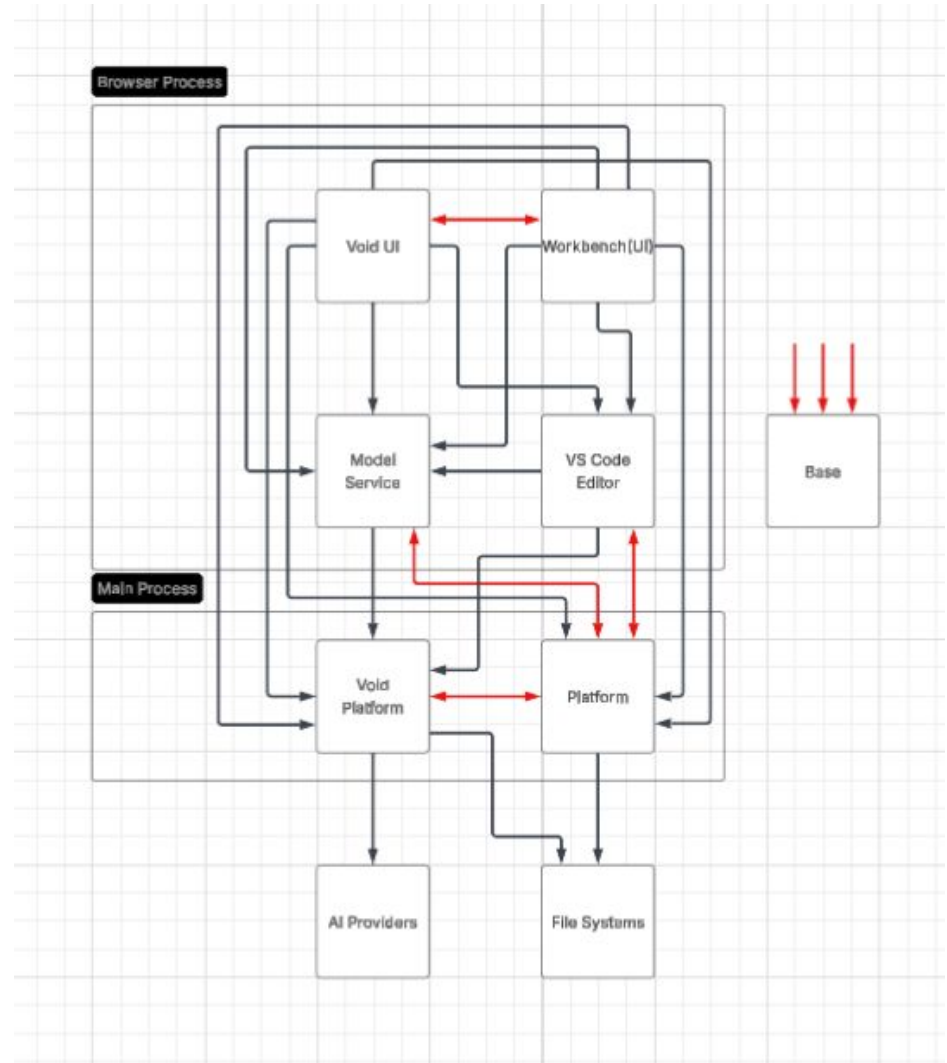 Browser Process
Void UI
Workbench(UI)
Model
Service
VS Code
Editor
Base
Main Process
Void
Platform
Platform
AI Providers
File Systems